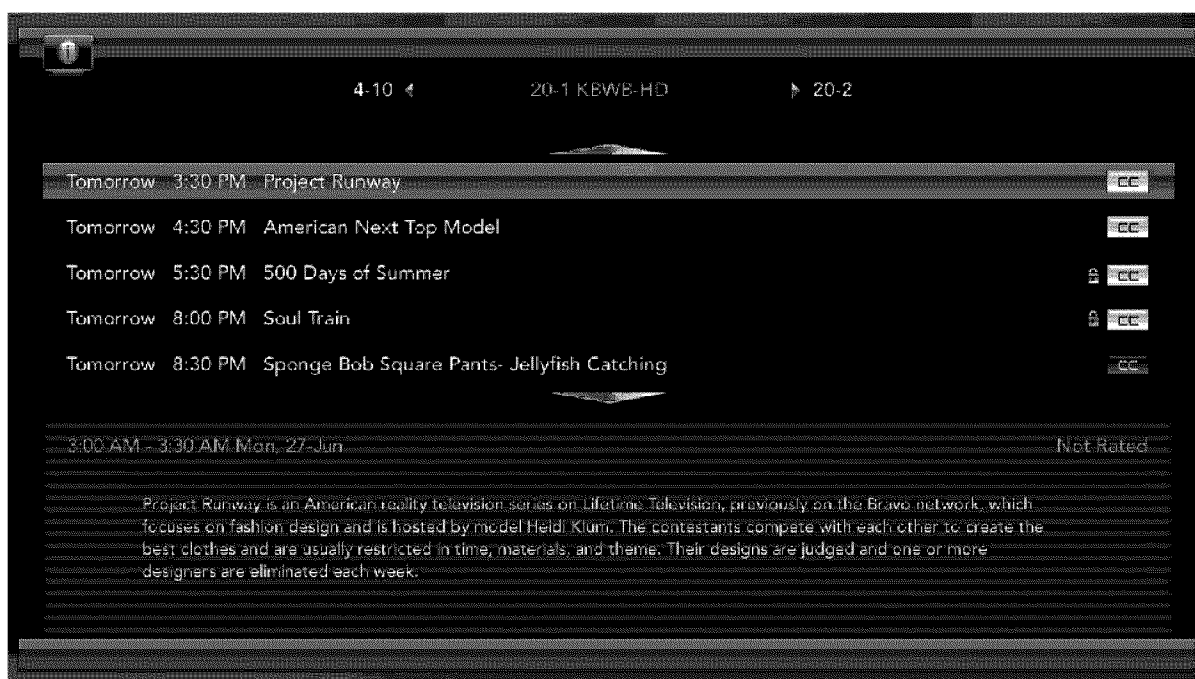 4-10 20-1 KBWB-HD 20-2
Tomorrow 3:30 PM Project Runway CC
Tomorrow 4:30 PM American Next Top Model CC
Tomorrow 5:30 PM 500 Days of Summer CC
Tomorrow 8:00 PM Soul Train CC
Tomorrow 8:30 PM Sponge Bob Square Pants- Jellyfish Catching CC
3:00 AM - 3:30 AM Mon, 27-Jun Not Rated
Project Runway is an American reality television series on Lifetime Television, previously on the Bravo network, which
focuses on fashion design and is hosted by model Heidi Klum. The contestants compete with each other to create the
best clothes and are usually restricted in time, materials, and theme. Their designs are judged and one or more
designers are eliminated each week.